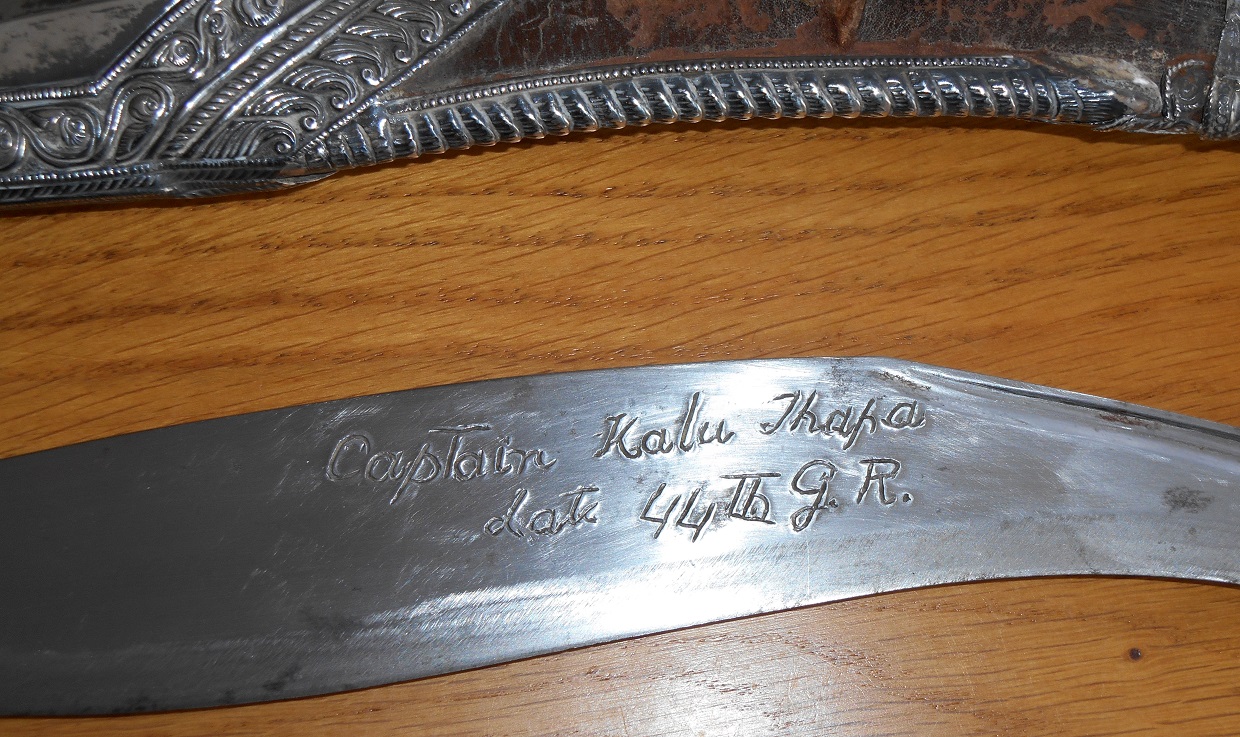 Captain Kalu Thapa
late 44th G. R.